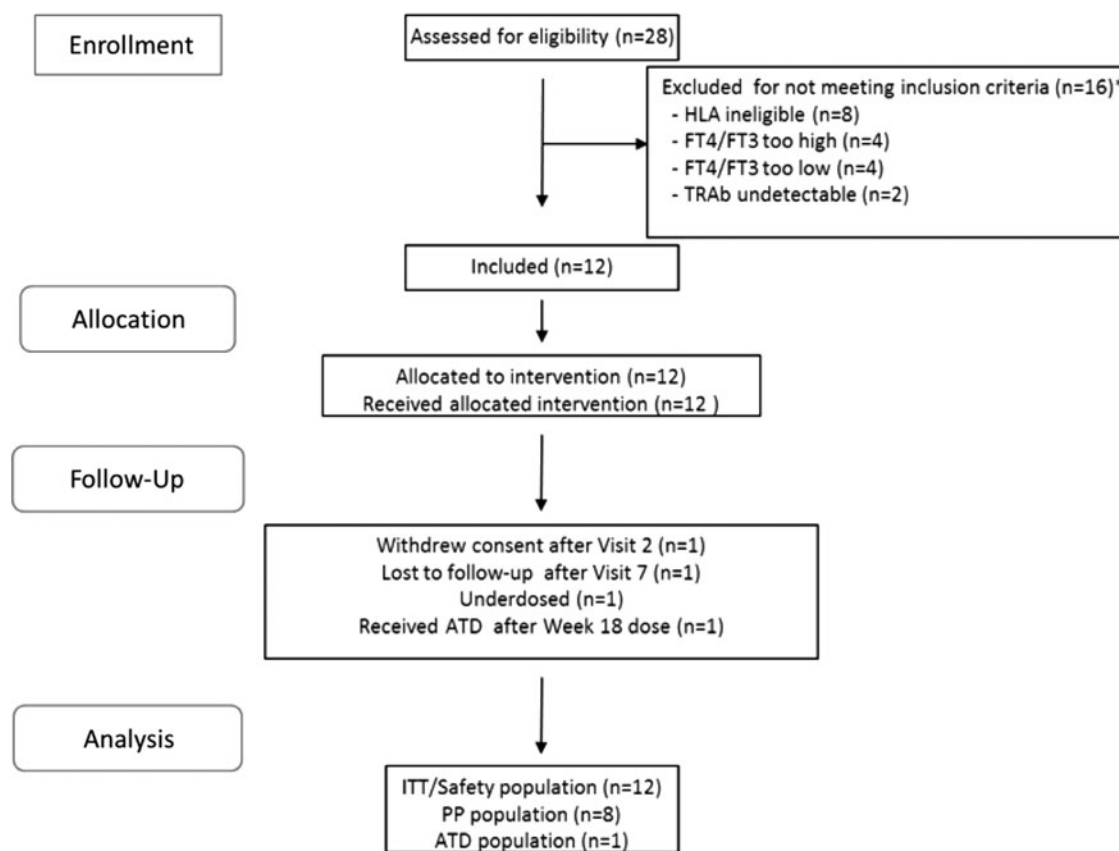 Enrollment
Assessed for eligibility (n=28)
Excluded for not meeting inclusion criteria (n=16)*
- HLA ineligible (n=8)
- FT4/FT3 too high (n=4)
- FT4/FT3 too low (n=4)
- TRAb undetectable (n=2)
Included (n=12)
Allocation
Allocated to intervention (n=12)
Received allocated intervention (n=12 )
Follow-Up
Withdrew consent after Visit 2 (n=1)
Lost to follow-up after Visit 7 (n=1)
Underdosed (n=1)
Received ATD after Week 18 dose (n=1)
Analysis
ITT/Safety population (n=12)
PP population (n=8)
ATD population (n=1)